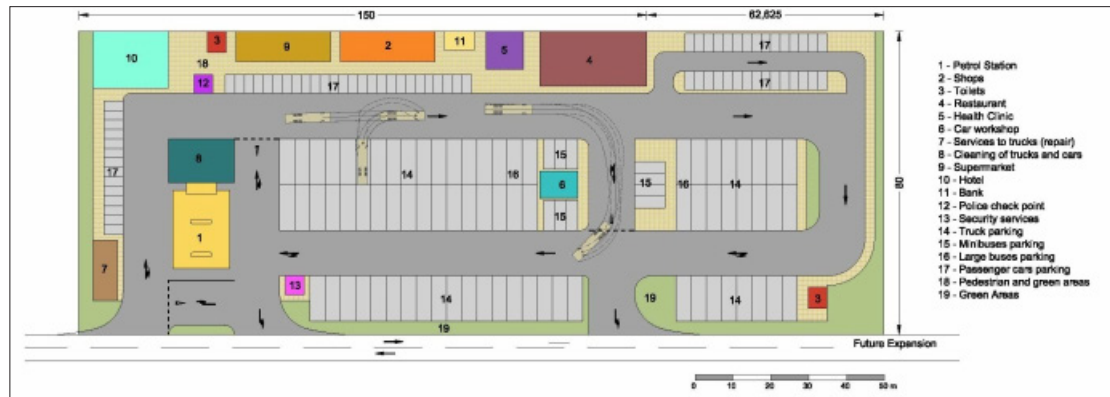 150
62,625
17
3
9
2
11
5
4
10
18
12
17
17
1 - Petrol Station
2 - Shops
3 - Toilets
4 - Restaurant
5 - Health Clinic
6 - Car workshop
7 - Services to trucks (repair)
8 - Cleaning of trucks and cars
9 - Supermarket
10 - Hotel
11 - Bank
12 - Police check point
13 - Security services
14 - Truck parking
15 - Minibuses parking
16 - Large buses parking
17 - Passenger cars parking
18 - Pedestrian and green areas
19 - Green Areas
80
8
17
14
16
15
6
15
15
16
14
1
7
13
14
19
19
14
3
Future Expansion
0 10 20 30 40 50 m